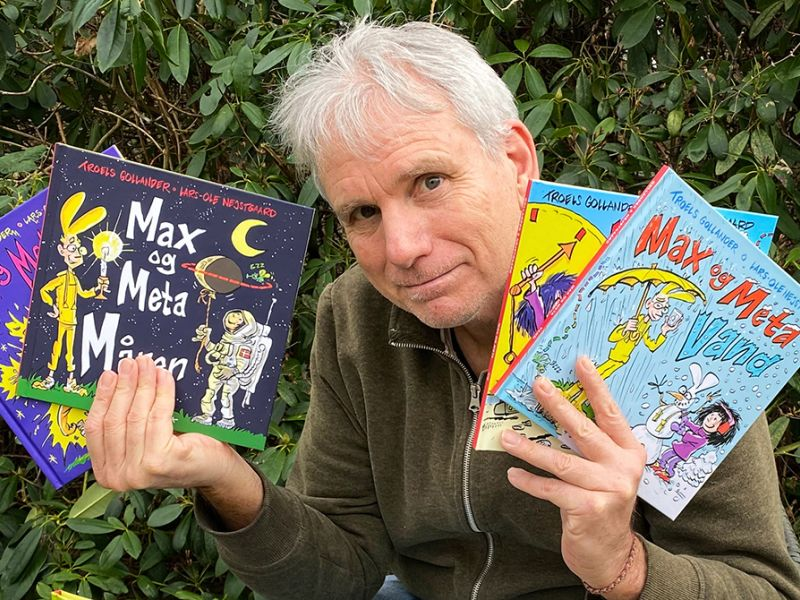 TROELS GOLLANDER • LARS-OLE NEJSTGAARD
Max
og
Meta
Månen
EZZ
TROELS GOLLANDER
TROELS GOLLANDER • LARS-OLE NEJSTGAARD
Max og Meta
Vand